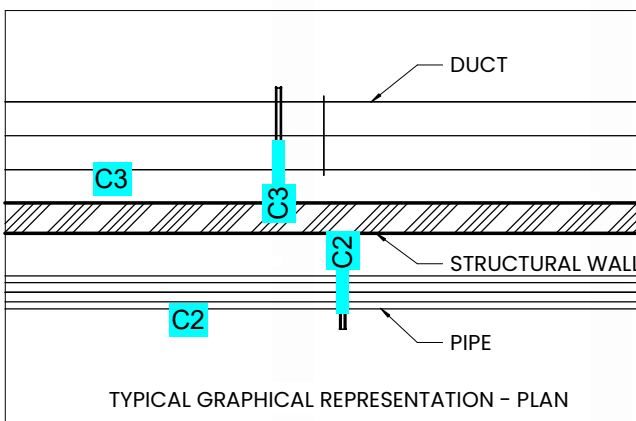 DUCT
C3
C3
C2
STRUCTURAL WALL
C2
PIPE
TYPICAL GRAPHICAL REPRESENTATION - PLAN